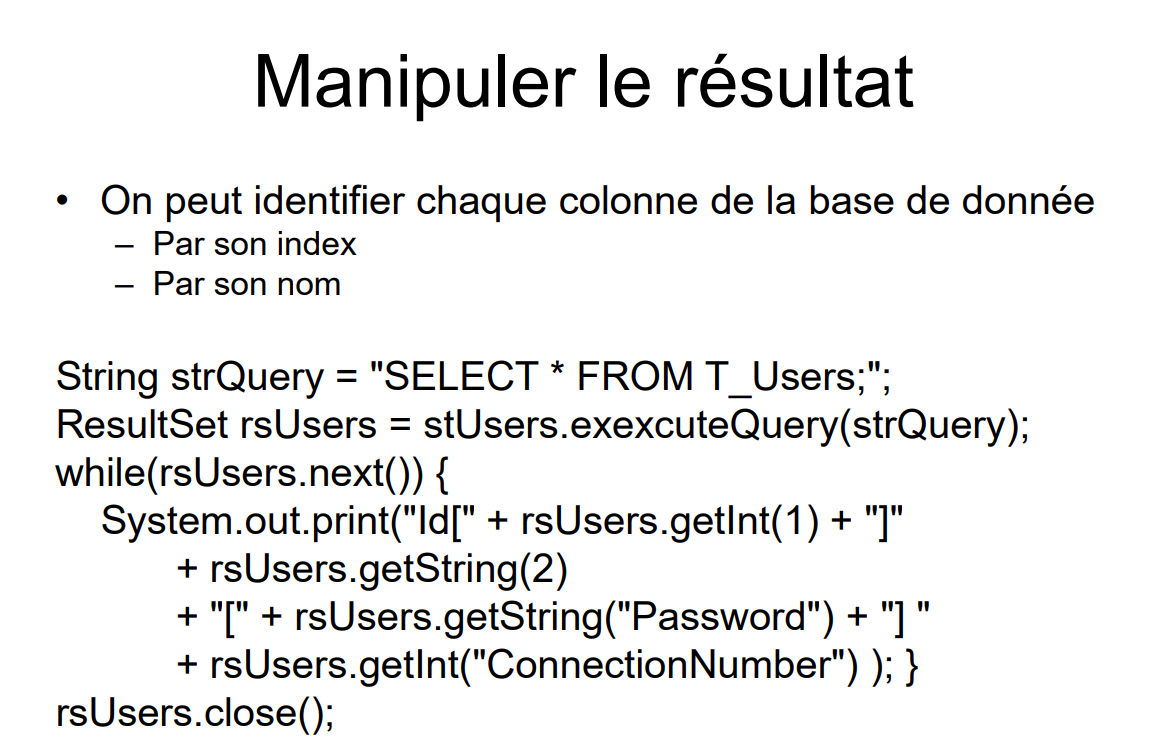 Manipuler le résultat
• On peut identifier chaque colonne de la base de donnée
– Par son index
– Par son nom
String strQuery = "SELECT * FROM T_Users;";
ResultSet rsUsers = stUsers.exexcuteQuery(strQuery);
while(rsUsers.next()) {
System.out.print("Id[" + rsUsers.getInt(1) + "]"
+ rsUsers.getString(2)
+ "[" + rsUsers.getString("Password") + "] "
+ rsUsers.getInt("ConnectionNumber") ); }
rsUsers.close();